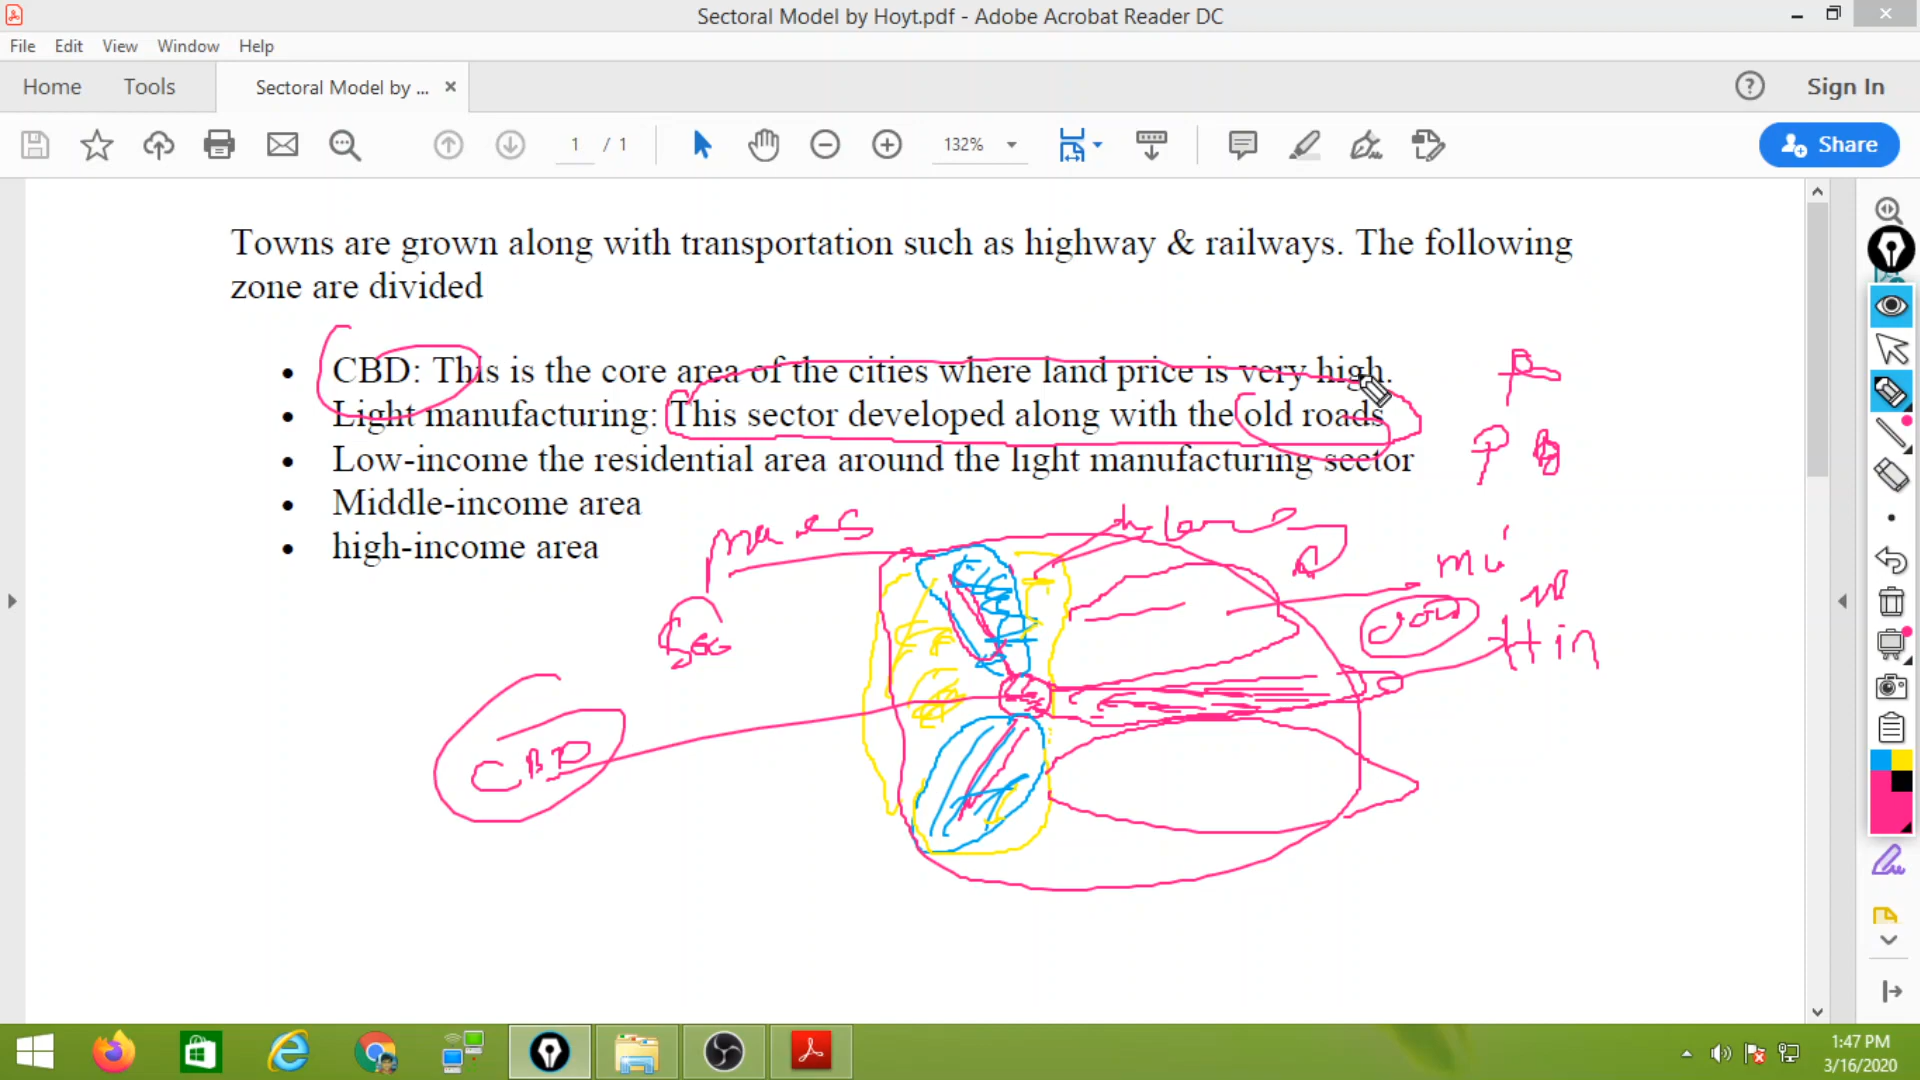 Sectoral Model by Hoyt.pdf - Adobe Acrobat Reader DC
File Edit View Window Help
Home Tools Sectoral Model by ... Sign In
1 / 1 132% Share
Towns are grown along with transportation such as highway & railways. The following
zone are divided
• CBD: This is the core area of the cities where land price is very high.
• Light manufacturing: This sector developed along with the old roads
• Low-income the residential area around the light manufacturing sector
• Middle-income area
• high-income area
CBD
1:47 PM
3/16/2020